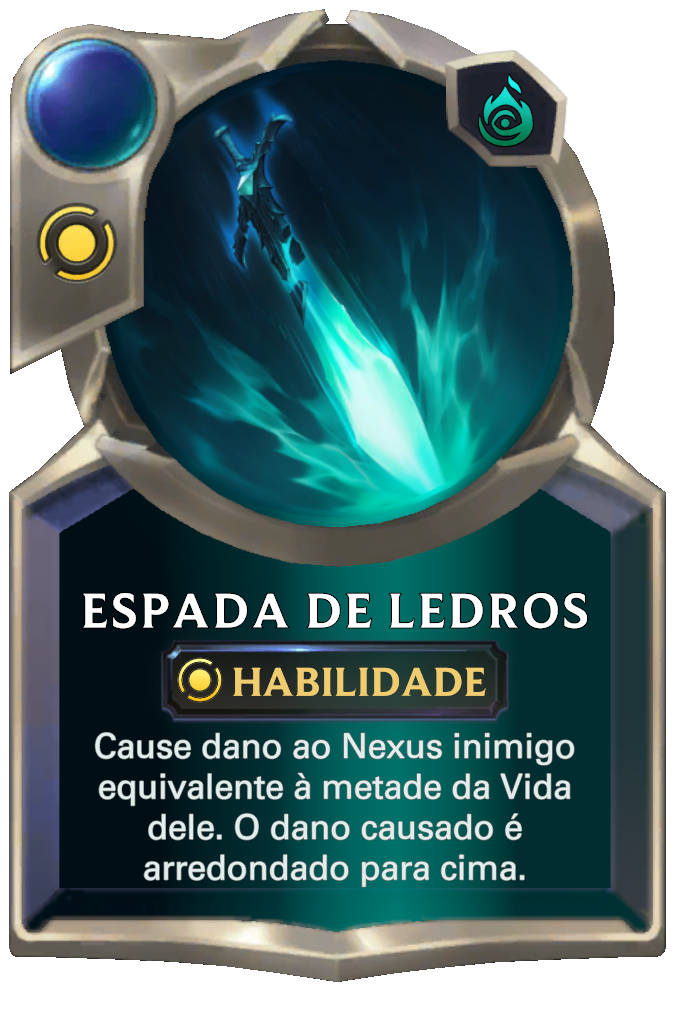 ESPADA DE LEDROS
HABILIDADE
Cause dano ao Nexus inimigo
equivalente à metade da Vida
dele. O dano causado é
arredondado para cima.